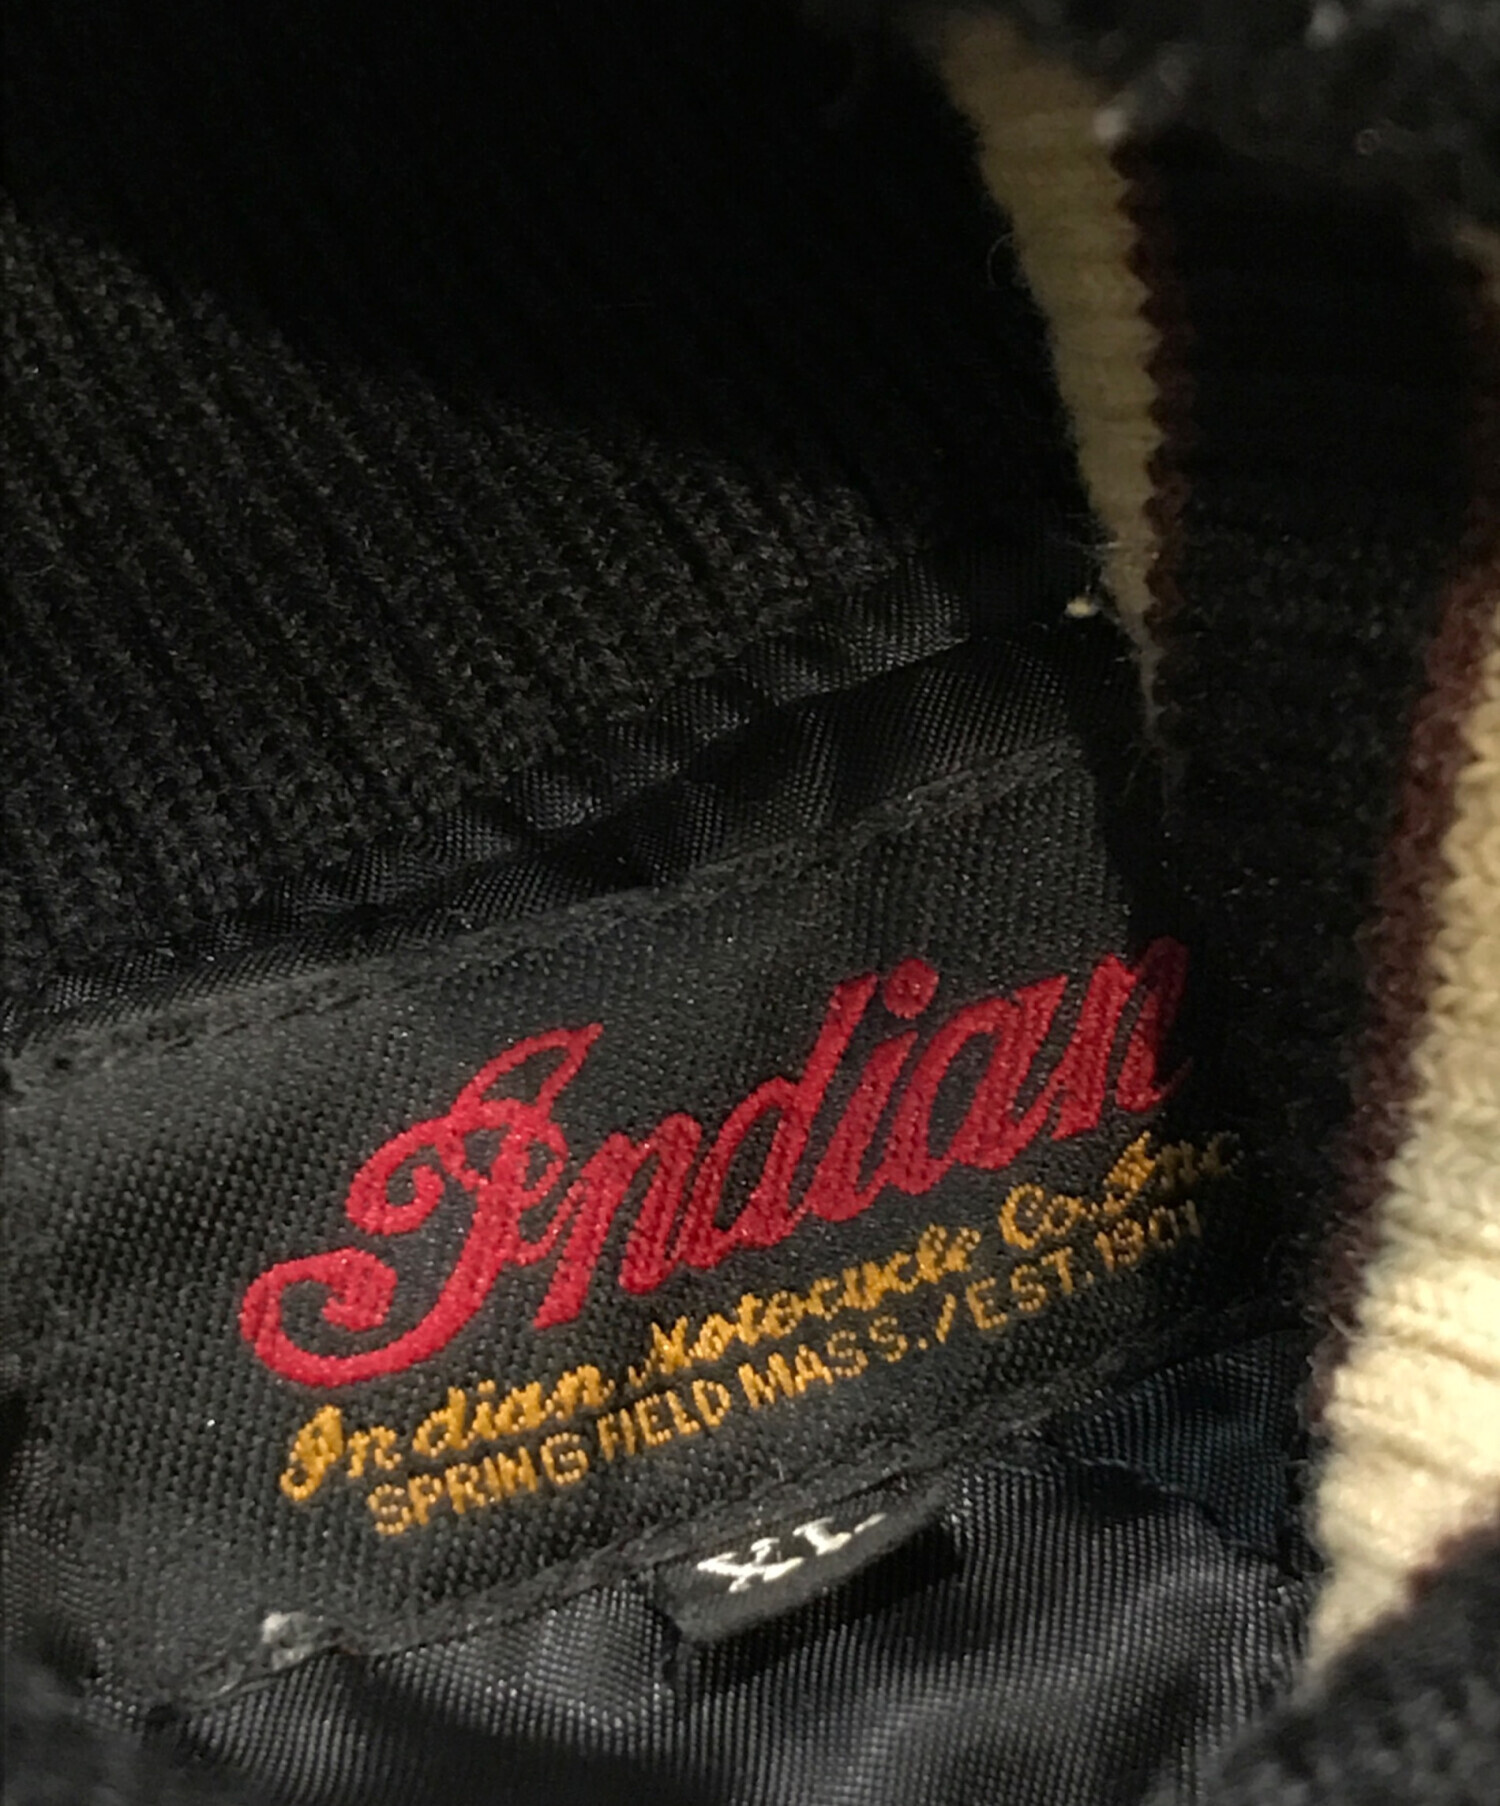 Indian
Indian Motocycle Co. Inc
SPRINGFIELD MASS./EST.1901
XL